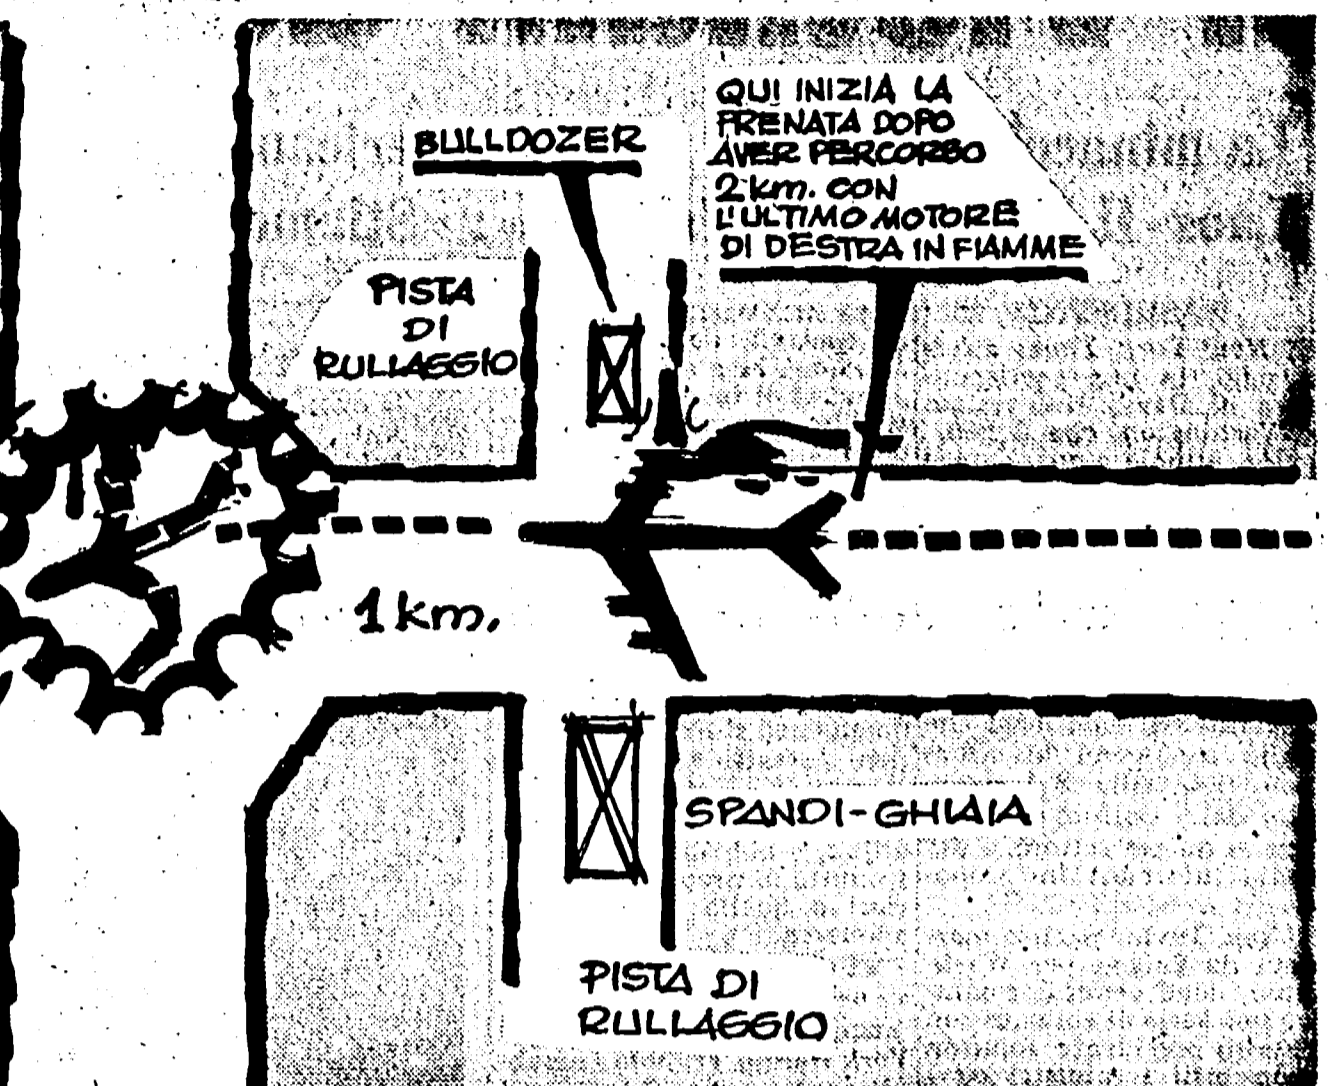 BULLDOZER
QUI INIZIA LA
FRENATA DOPO
AVER PERCORSO
2 km. CON
L'ULTIMO MOTORE
DI DESTRA IN FIAMME
PISTA
DI
RULLAGGIO
1 km.
SPANDI-GHIAIA
PISTA DI
RULLAGGIO